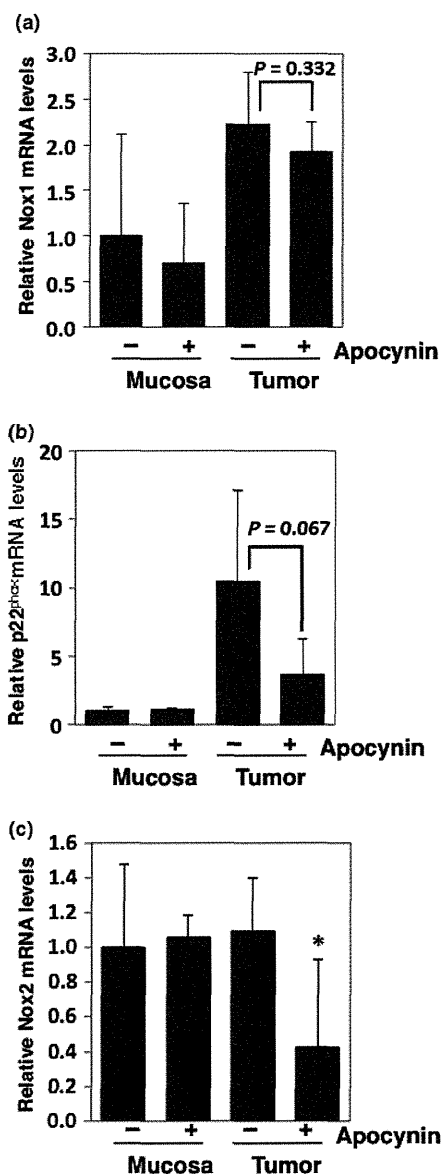 (a)
Relative Nox1 mRNA levels
3.0
2.5
2.0
1.5
1.0
0.5
0.0
P = 0.332
− + − + Apocynin
Mucosa Tumor
(b)
Relative p22phox mRNA levels
20
15
10
5
0
P = 0.067
− + − + Apocynin
Mucosa Tumor
(c)
Relative Nox2 mRNA levels
1.6
1.4
1.2
1.0
0.8
0.6
0.4
0.2
0.0
*
− + − + Apocynin
Mucosa Tumor